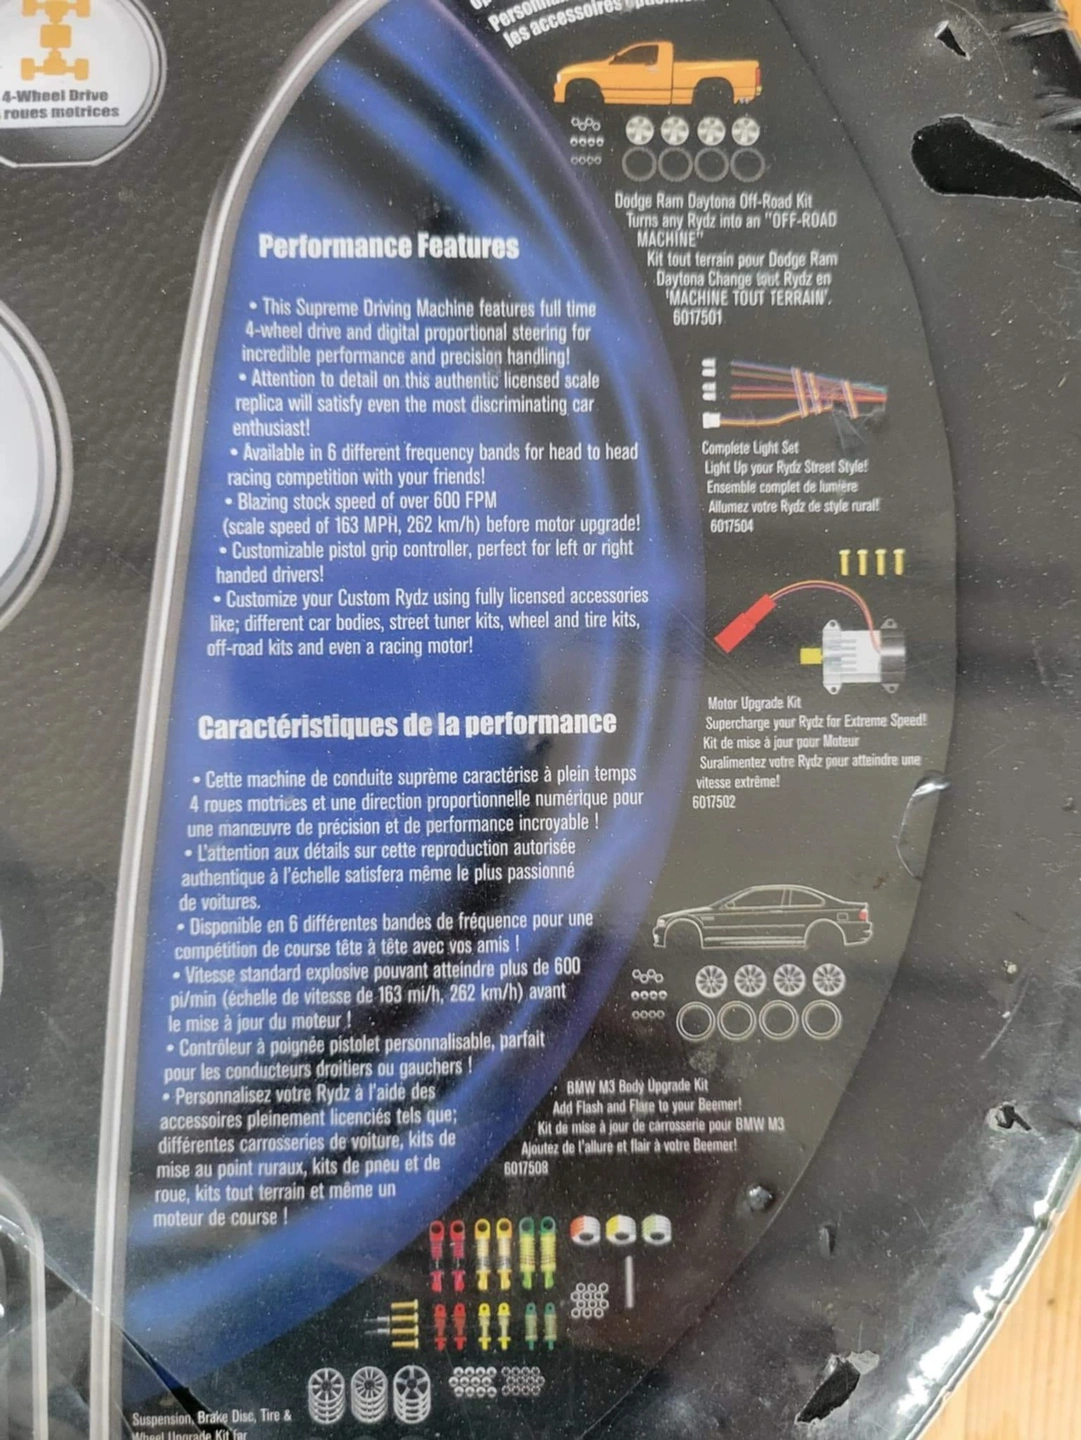 4-Wheel Drive
roues motrices
les accessoires
Performance Features
• This Supreme Driving Machine features full time
4-wheel drive and digital proportional steering for
incredible performance and precision handling!
• Attention to detail on this authentic licensed scale
replica will satisfy even the most discriminating car
enthusiast!
• Available in 6 different frequency bands for head to head
racing competition with your friends!
• Blazing stock speed of over 600 FPM
(scale speed of 163 MPH, 262 km/h) before motor upgrade!
• Customizable pistol grip controller, perfect for left or right
handed drivers!
• Customize your Custom Rydz using fully licensed accessories
like; different car bodies, street tuner kits, wheel and tire kits,
off-road kits and even a racing motor!
Caractéristiques de la performance
• Cette machine de conduite suprème caractérise à plein temps
4 roues motrices et une direction proportionnelle numérique pour
une manœuvre de précision et de performance incroyable !
• L'attention aux détails sur cette reproduction autorisée
authentique à l'échelle satisfera même le plus passionné
de voitures.
• Disponible en 6 différentes bandes de fréquence pour une
compétition de course tête à tête avec vos amis !
• Vitesse standard explosive pouvant atteindre plus de 600
pi/min (échelle de vitesse de 163 mi/h, 262 km/h) avant
le mise à jour du moteur !
• Contrôleur à poignée pistolet personnalisable, parfait
pour les conducteurs droitiers ou gauchers !
• Personnalisez votre Rydz à l'aide des
accessoires pleinement licenciés tels que;
différentes carrosseries de voiture, kits de
mise au point ruraux, kits de pneu et de
roue, kits tout terrain et même un
moteur de course !
Dodge Ram Daytona Off-Road Kit
Turns any Rydz into an "OFF-ROAD
MACHINE"
Kit tout terrain pour Dodge Ram
Daytona Change tout Rydz en
'MACHINE TOUT TERRAIN'.
6017501
Complete Light Set
Light Up your Rydz Street Style!
Ensemble complet de lumière
Allumez votre Rydz de style rural!
6017504
Motor Upgrade Kit
Supercharge your Rydz for Extreme Speed!
Kit de mise à jour pour Moteur
Suralimentez votre Rydz pour atteindre une
vitesse extrême!
6017502
BMW M3 Body Upgrade Kit
Add Flash and Flare to your Beemer!
Kit de mise à jour de carrosserie pour BMW M3
Ajoutez de l'allure et flair à votre Beemer!
6017508
Suspension, Brake Disc, Tire &
Wheel Upgrade Kit for